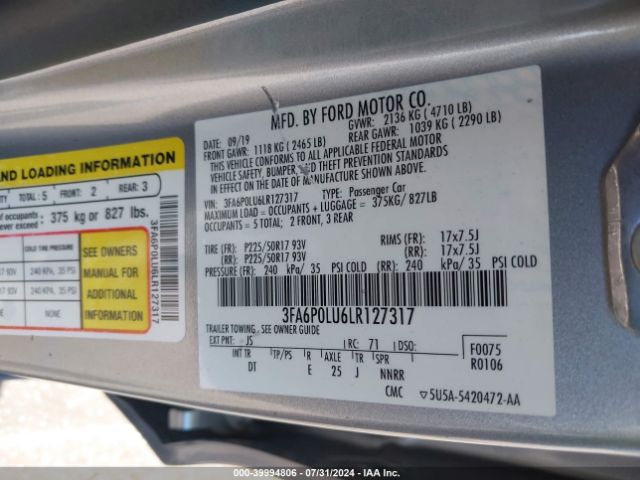 ND LOADING INFORMATION
TOTAL: 5 FRONT: 2 REAR: 3
of occupants 375 kg or 827 lbs.
never exceed
COLD TIRE PRESSURE
SEE OWNERS
MANUAL FOR
ADDITIONAL
INFORMATION
240 KPA, 35 PSI
240 KPA, 35 PSI
3FA6P0LU6LR127317
MFD. BY FORD MOTOR CO.
DATE: 09/19 GVWR: 2136 KG (4710 LB)
FRONT GAWR: 1118 KG (2465 LB) REAR GAWR: 1039 KG (2290 LB)
THIS VEHICLE CONFORMS TO ALL APPLICABLE FEDERAL MOTOR
VEHICLE SAFETY, BUMPER, AND THEFT PREVENTION STANDARDS
IN EFFECT ON THE DATE OF MANUFACTURE SHOWN ABOVE.
VIN: 3FA6P0LU6LR127317 TYPE: Passenger Car
MAXIMUM LOAD = OCCUPANTS + LUGGAGE = 375KG/ 827LB
OCCUPANTS = 5 TOTAL; 2 FRONT, 3 REAR
TIRE (FR): P225/50R17 93V RIMS (FR): 17x7.5J
(RR): P225/50R17 93V (RR): 17x7.5J
PRESSURE (FR): 240 kPa/ 35 PSI COLD (RR): 240 kPa/ 35 PSI COLD
3FA6P0LU6LR127317
TRAILER TOWING - SEE OWNER GUIDE
EXT PNT: JS RC: 71 DSO: F0075
INT TR TP/PS R AXLE TR SPR R0106
DT E 25 J NNRR
CMC 5U5A-5420472-AA
000-39994806 - 07/31/2024 - IAA Inc.